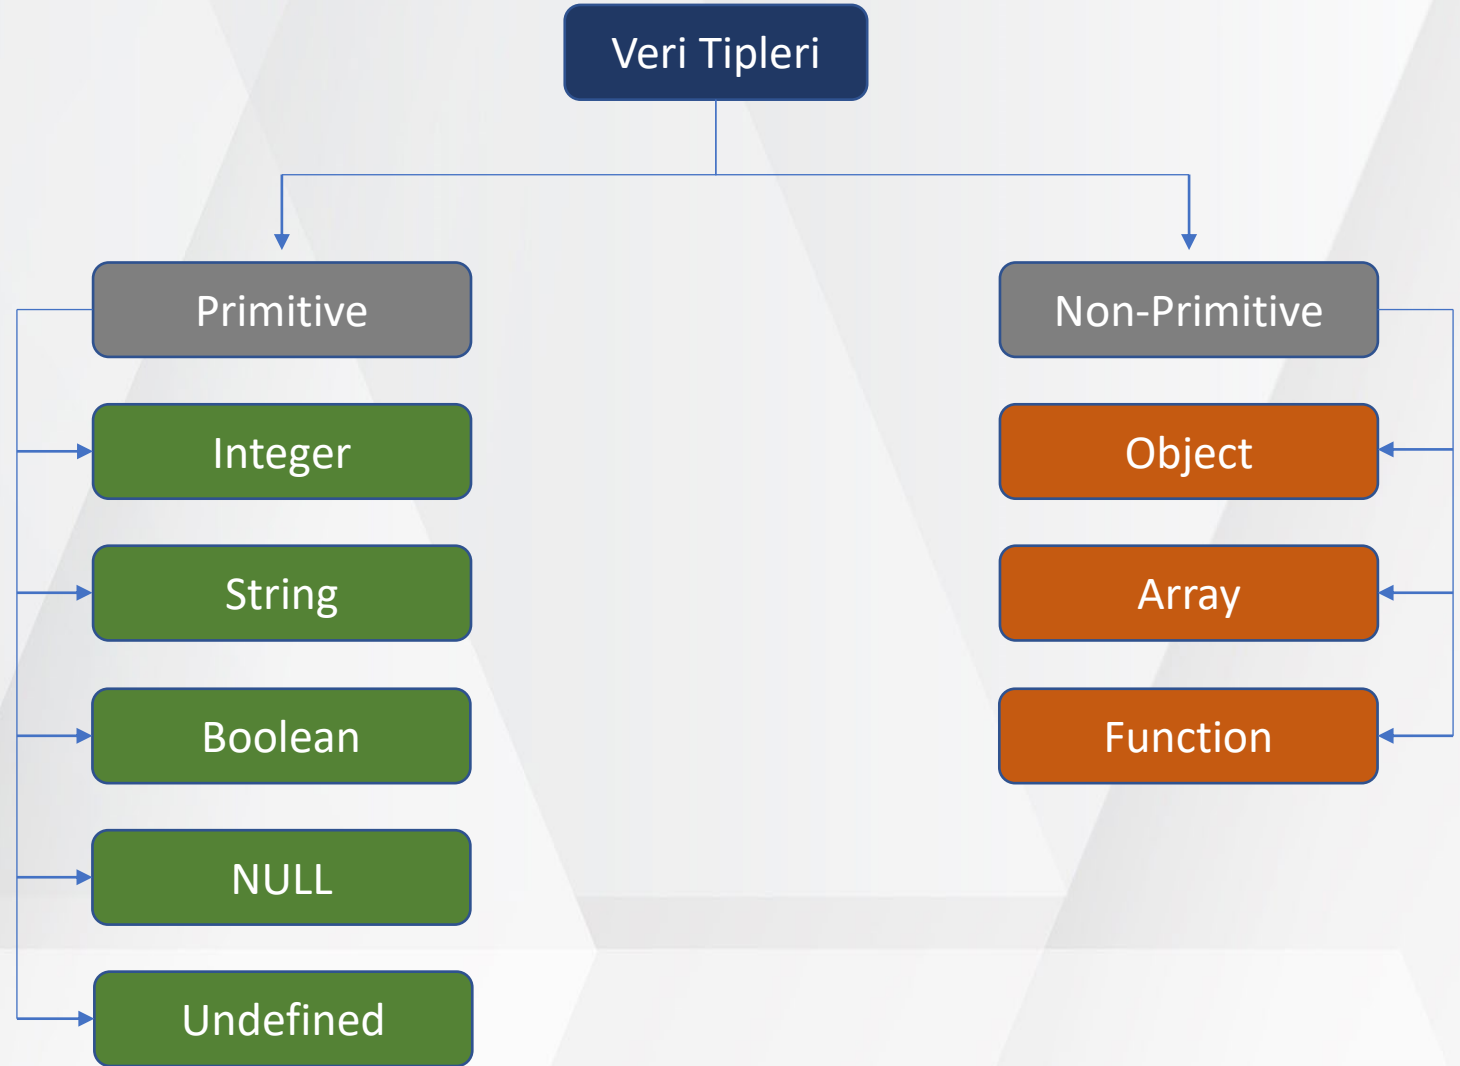 Veri Tipleri
Primitive
Integer
String
Boolean
NULL
Undefined
Non-Primitive
Object
Array
Function